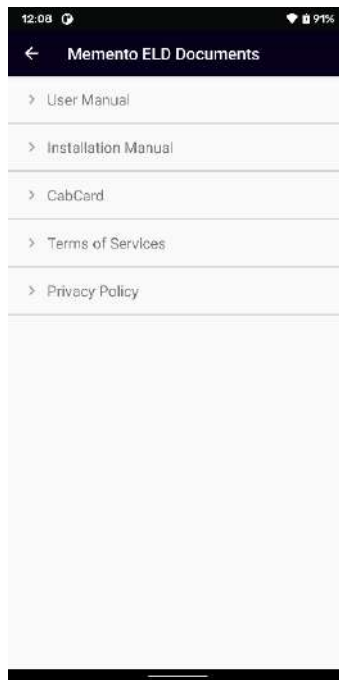 12:08 91%
Memento ELD Documents
User Manual
Installation Manual
CabCard
Terms of Services
Privacy Policy